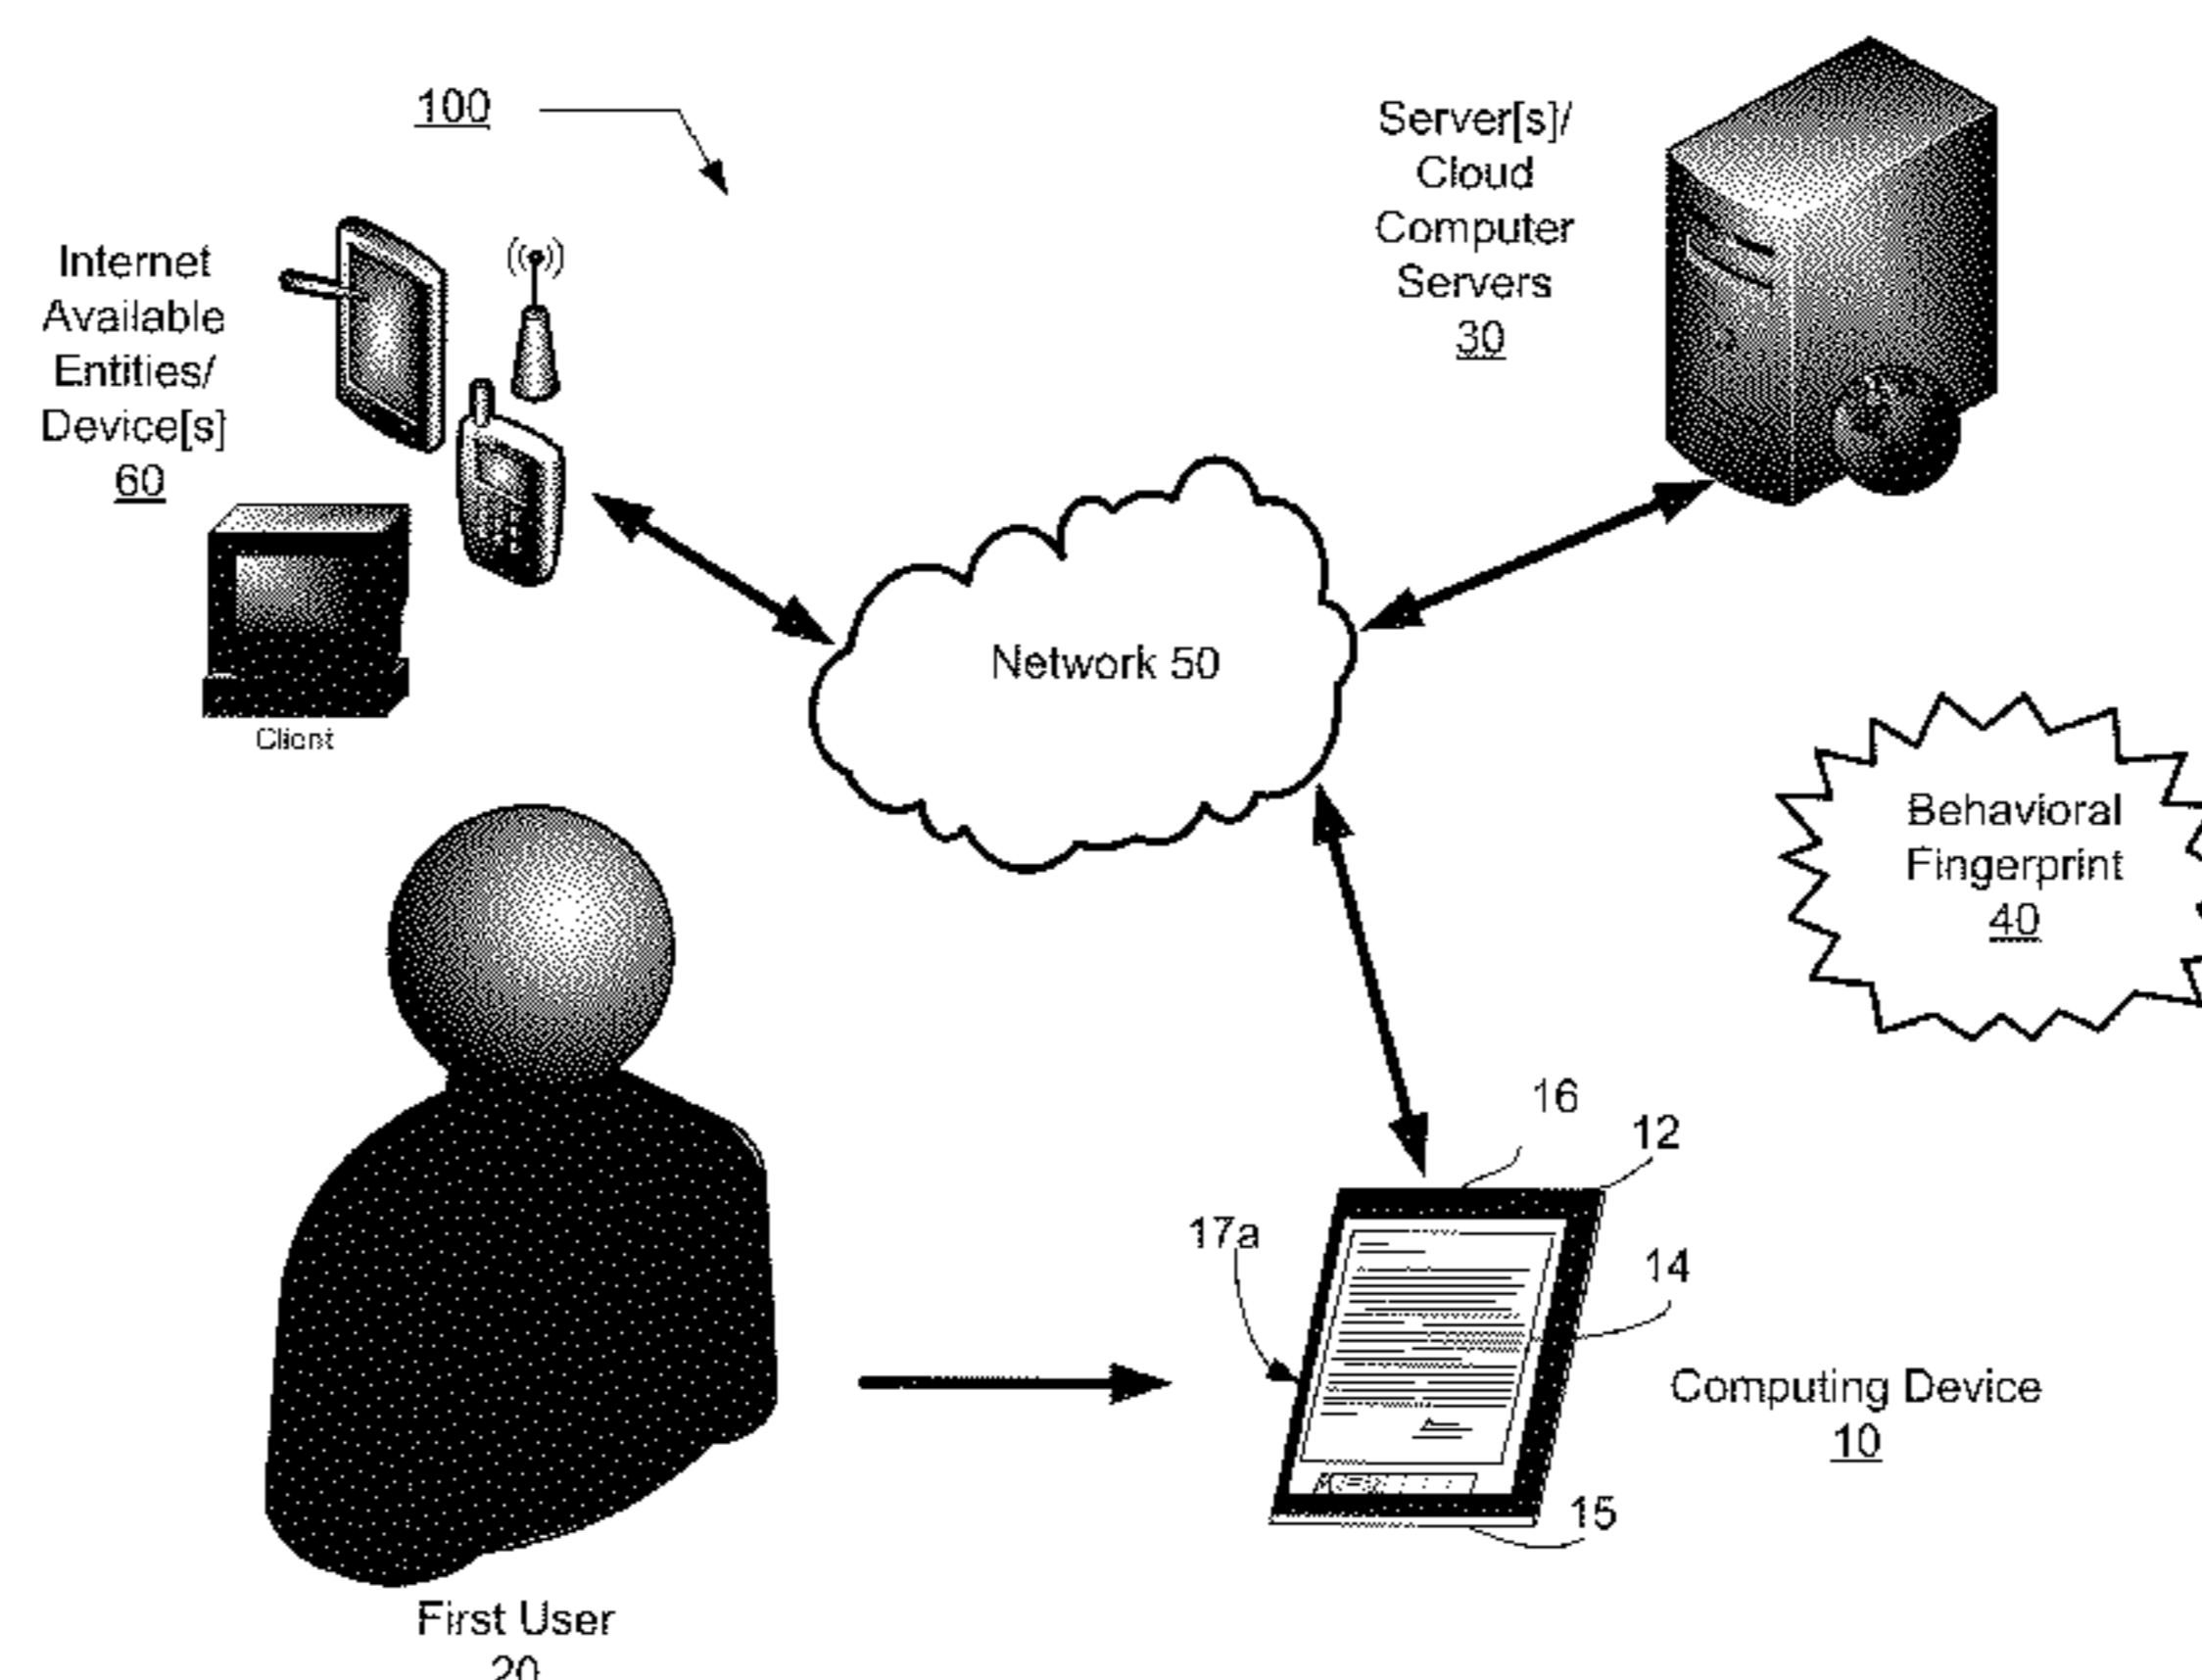 100
Server[s]/
Cloud
Computer
Servers
30
Internet
Available
Entities/
Device[s]
60
Client
Network 50
Behavioral
Fingerprint
40
16
12
17a
14
Computing Device
10
15
First User
20